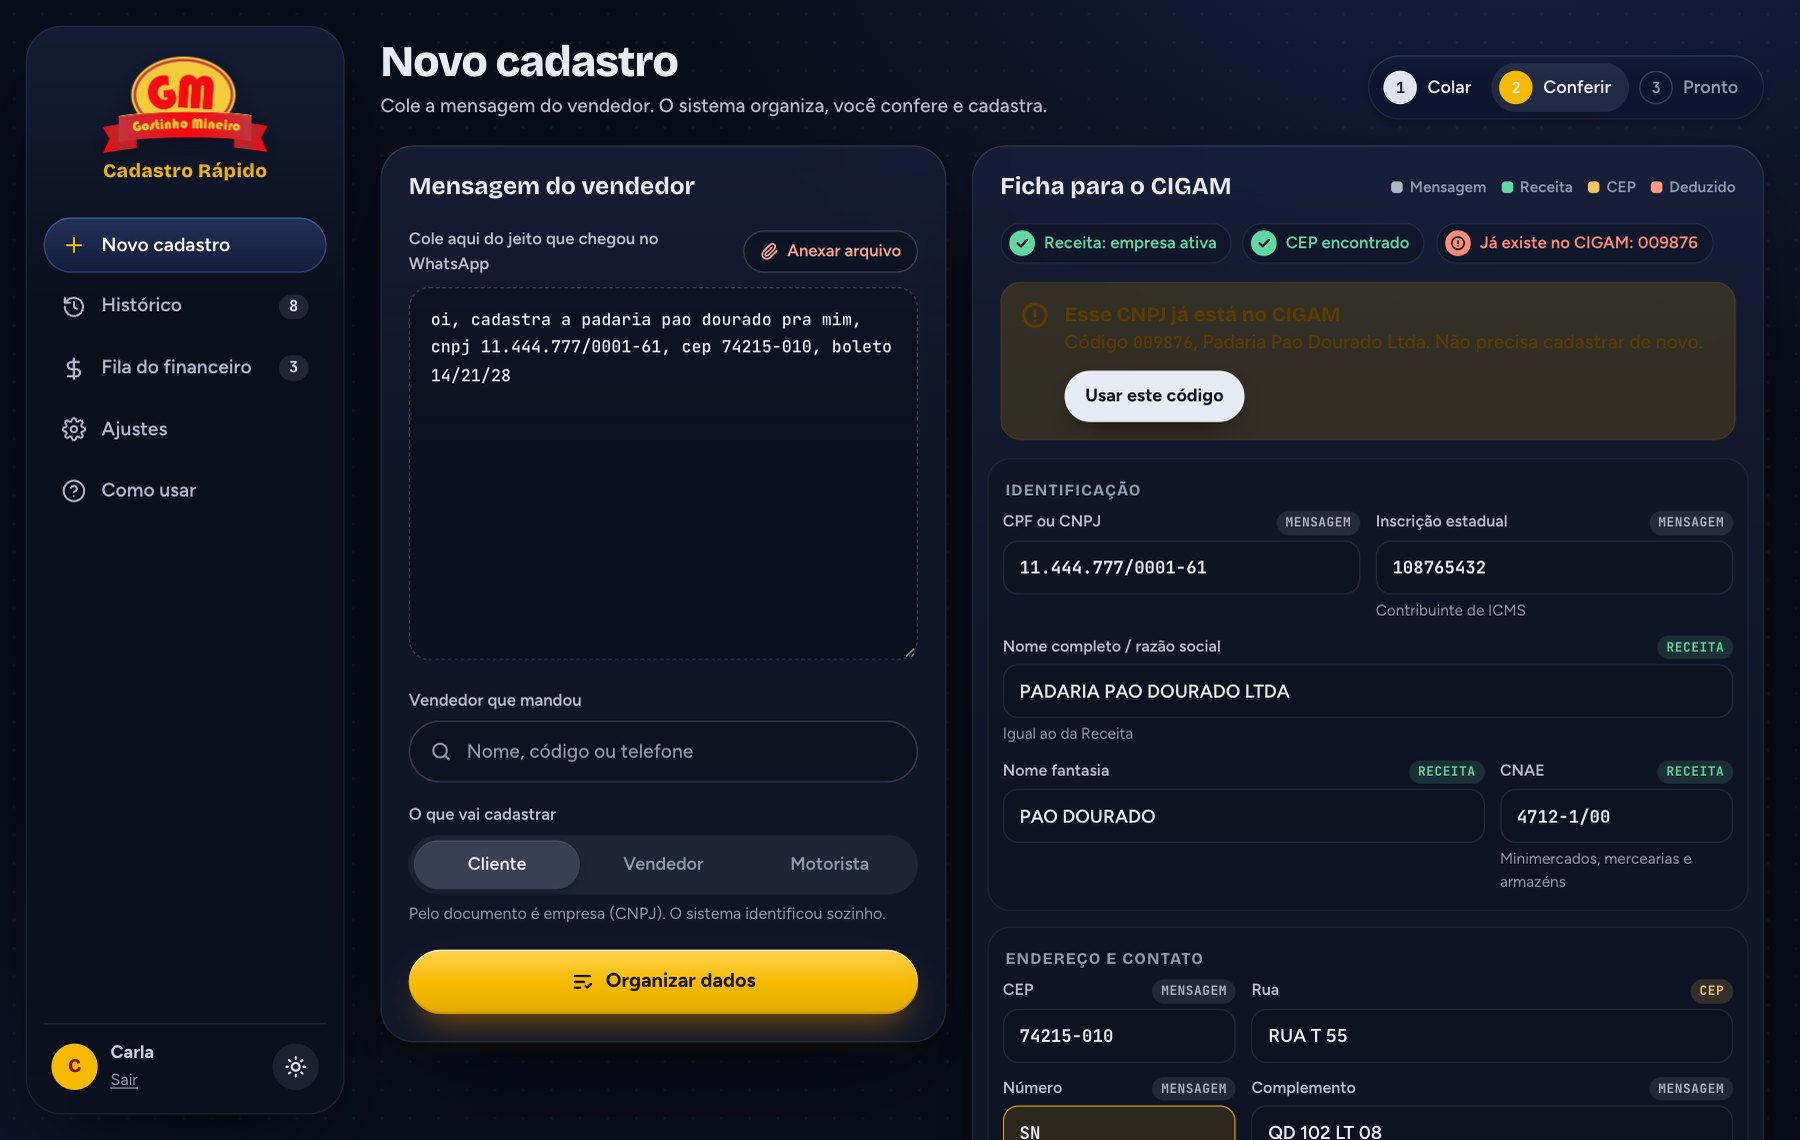 GM
Gostinho Mineiro
Cadastro Rápido
Novo cadastro
Histórico 8
Fila do financeiro 3
Ajustes
Como usar
C
Carla
Sair
Novo cadastro
Cole a mensagem do vendedor. O sistema organiza, você confere e cadastra.
1 Colar 2 Conferir 3 Pronto
Mensagem do vendedor
Cole aqui do jeito que chegou no
WhatsApp
Anexar arquivo
oi, cadastra a padaria pao dourado pra mim,
cnpj 11.444.777/0001-61, cep 74215-010, boleto
14/21/28
Vendedor que mandou
Nome, código ou telefone
O que vai cadastrar
Cliente Vendedor Motorista
Pelo documento é empresa (CNPJ). O sistema identificou sozinho.
Organizar dados
Ficha para o CIGAM
Mensagem Receita CEP Deduzido
Receita: empresa ativa CEP encontrado Já existe no CIGAM: 009876
Esse CNPJ já está no CIGAM
Código 009876, Padaria Pao Dourado Ltda. Não precisa cadastrar de novo.
Usar este código
IDENTIFICAÇÃO
CPF ou CNPJ MENSAGEM Inscrição estadual MENSAGEM
11.444.777/0001-61 108765432
Contribuinte de ICMS
Nome completo / razão social RECEITA
PADARIA PAO DOURADO LTDA
Igual ao da Receita
Nome fantasia RECEITA CNAE RECEITA
PAO DOURADO 4712-1/00
Minimercados, mercearias e
armazéns
ENDEREÇO E CONTATO
CEP MENSAGEM Rua CEP
74215-010 RUA T 55
Número MENSAGEM Complemento MENSAGEM
SN QD 102 LT 08